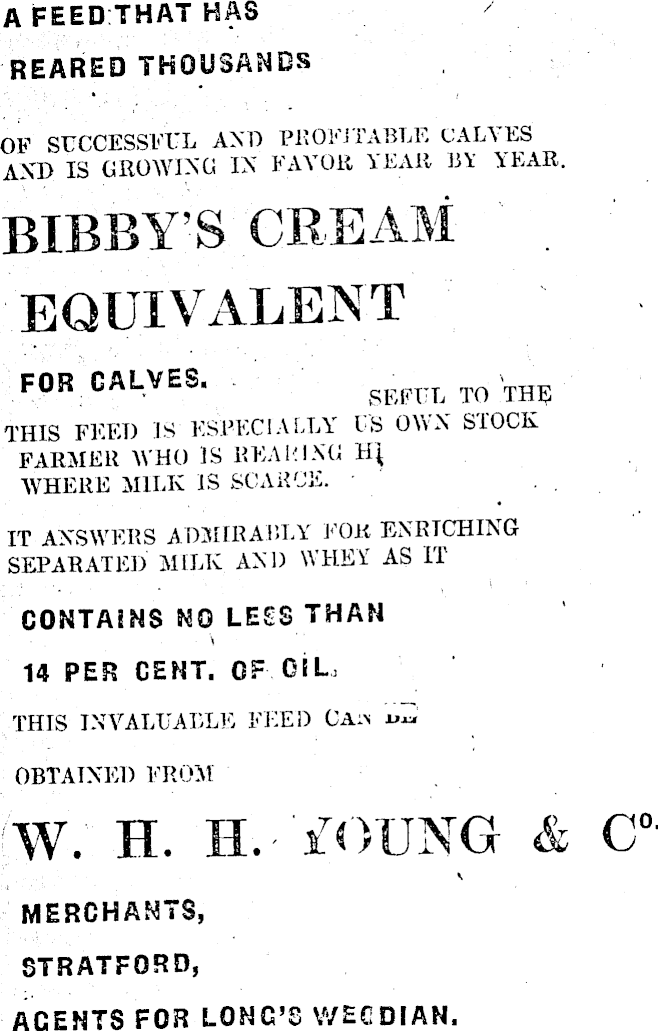 A FEED THAT HAS
REARED THOUSANDS
OF SUCCESSFUL AND PROFITABLE CALVES
AND IS GROWING IN FAVOR YEAR BY YEAR.
BIBBY'S CREAM
EQUIVALENT
FOR CALVES.
THIS FEED IS ESPECIALLY USEFUL TO THE
FARMER WHO IS REARING HIS OWN STOCK
WHERE MILK IS SCARCE.
IT ANSWERS ADMIRABLY FOR ENRICHING
SEPARATED MILK AND WHEY AS IT
CONTAINS NO LESS THAN
14 PER CENT. OF OIL.
THIS INVALUABLE FEED CAN BE
OBTAINED FROM
W. H. H. YOUNG & Co.
MERCHANTS,
STRATFORD,
AGENTS FOR LONG'S